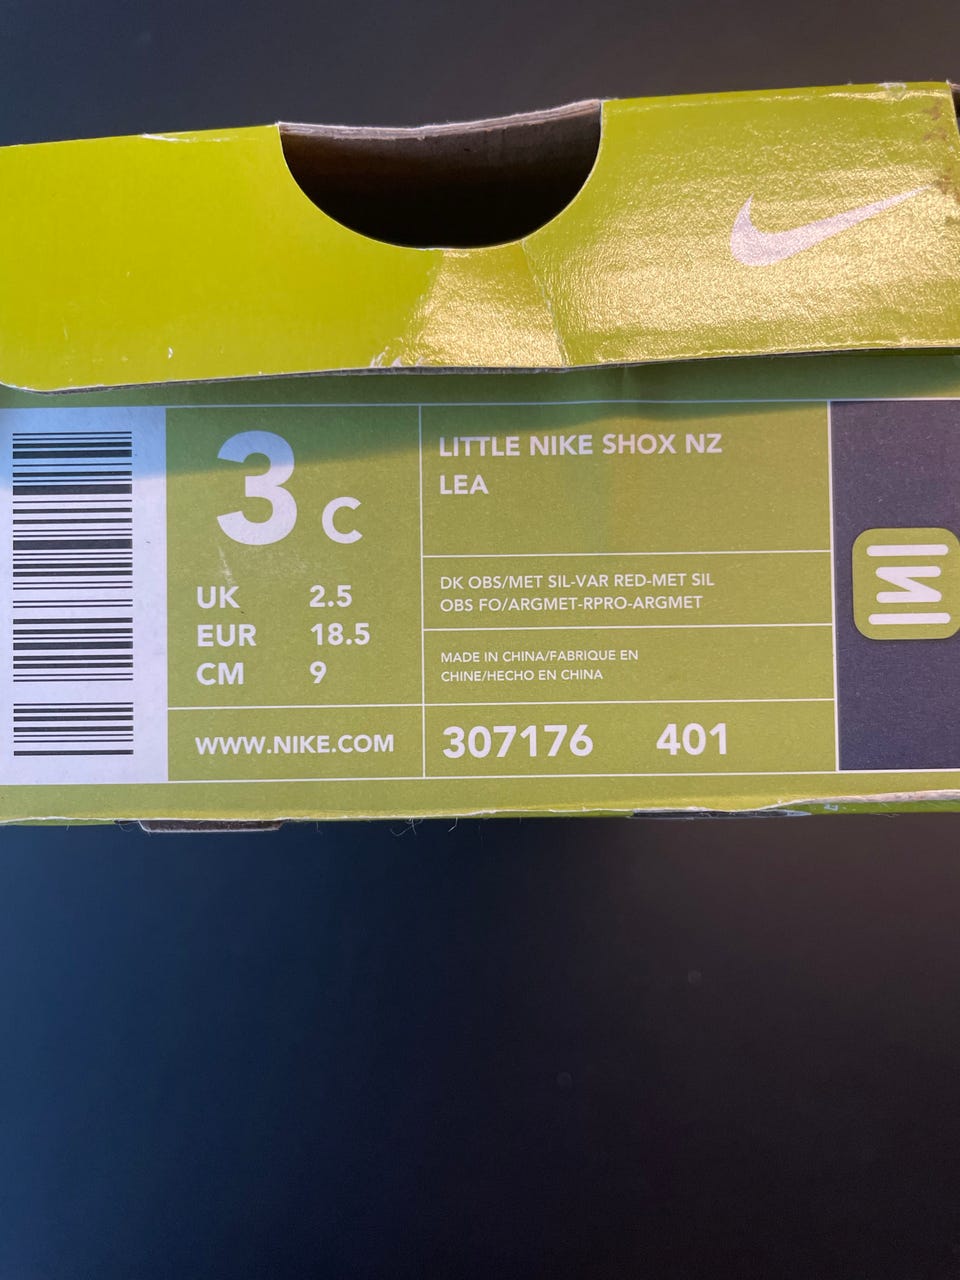 3 C
UK 2.5
EUR 18.5
CM 9
WWW.NIKE.COM
LITTLE NIKE SHOX NZ
LEA
DK OBS/MET SIL-VAR RED-MET SIL
OBS FO/ARGMET-RPRO-ARGMET
MADE IN CHINA/FABRIQUE EN
CHINE/HECHO EN CHINA
307176 401